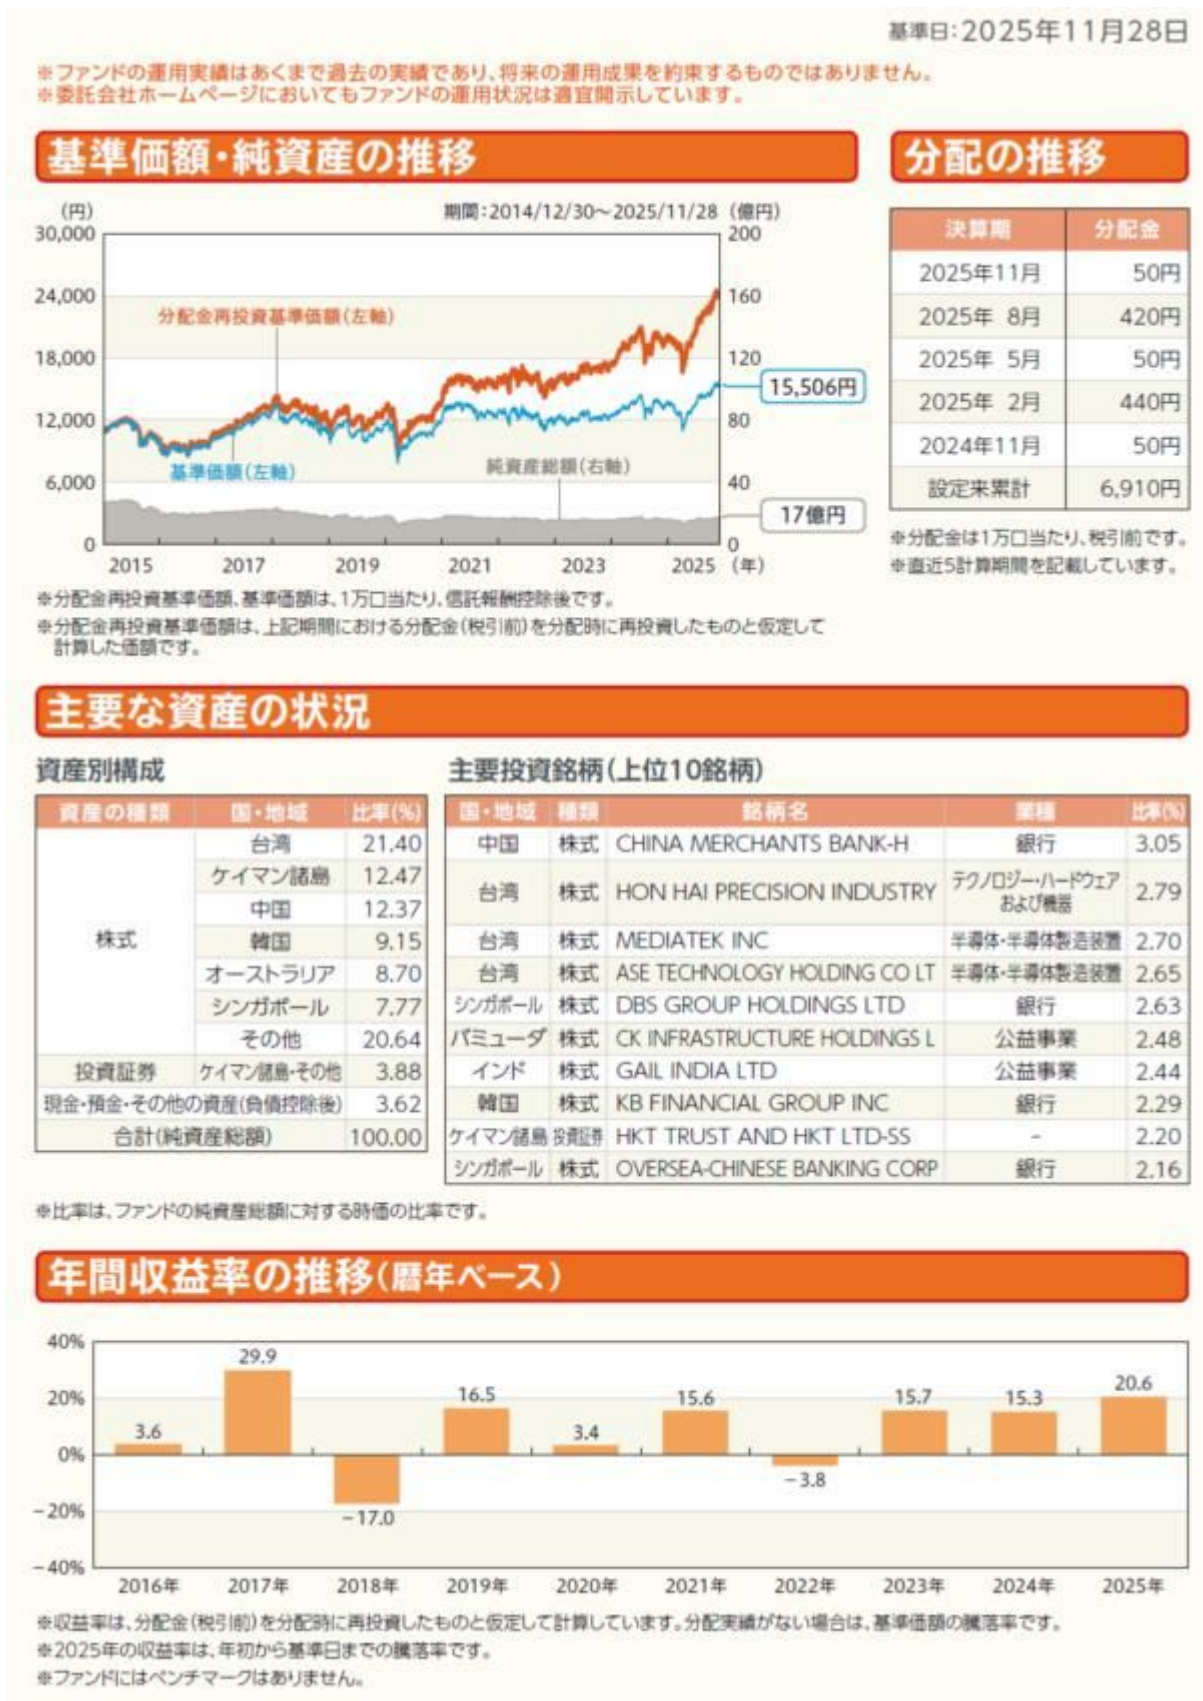 基準日:2025年11月28日
※ファンドの運用実績はあくまで過去の実績であり、将来の運用成果を約束するものではありません。
※委託会社ホームページにおいてもファンドの運用状況は適宜開示しています。
基準価額・純資産の推移
(円)
期間:2014/12/30～2025/11/28
(億円)
30,000
200
24,000
160
分配金再投資基準価額(左軸)
18,000
120
15,506円
12,000
80
基準価額(左軸)
純資産総額(右軸)
6,000
40
17億円
0
0
2015 2017 2019 2021 2023 2025 (年)
※分配金再投資基準価額、基準価額は、1万口当たり、信託報酬控除後です。
※分配金再投資基準価額は、上記期間における分配金(税引前)を分配時に再投資したものと仮定して
計算した価額です。
分配の推移
決算期 分配金
2025年11月 50円
2025年 8月 420円
2025年 5月 50円
2025年 2月 440円
2024年11月 50円
設定来累計 6,910円
※分配金は1万口当たり、税引前です。
※直近5計算期間を記載しています。
主要な資産の状況
資産別構成
資産の種類 国・地域 比率(%)
株式
台湾 21.40
ケイマン諸島 12.47
中国 12.37
韓国 9.15
オーストラリア 8.70
シンガポール 7.77
その他 20.64
投資証券 ケイマン諸島・その他 3.88
現金・預金・その他の資産(負債控除後) 3.62
合計(純資産総額) 100.00
主要投資銘柄(上位10銘柄)
国・地域 種類 銘柄名 業種 比率(%)
中国 株式 CHINA MERCHANTS BANK-H 銀行 3.05
台湾 株式 HON HAI PRECISION INDUSTRY テクノロジー・ハードウェアおよび機器 2.79
台湾 株式 MEDIATEK INC 半導体・半導体製造装置 2.70
台湾 株式 ASE TECHNOLOGY HOLDING CO LT 半導体・半導体製造装置 2.65
シンガポール 株式 DBS GROUP HOLDINGS LTD 銀行 2.63
バミューダ 株式 CK INFRASTRUCTURE HOLDINGS L 公益事業 2.48
インド 株式 GAIL INDIA LTD 公益事業 2.44
韓国 株式 KB FINANCIAL GROUP INC 銀行 2.29
ケイマン諸島 投資証券 HKT TRUST AND HKT LTD-SS - 2.20
シンガポール 株式 OVERSEA-CHINESE BANKING CORP 銀行 2.16
※比率は、ファンドの純資産総額に対する時価の比率です。
年間収益率の推移(暦年ベース)
40%
20%
0%
-20%
-40%
3.6
29.9
-17.0
16.5
3.4
15.6
-3.8
15.7
15.3
20.6
2016年 2017年 2018年 2019年 2020年 2021年 2022年 2023年 2024年 2025年
※収益率は、分配金(税引前)を分配時に再投資したものと仮定して計算しています。分配実績がない場合は、基準価額の騰落率です。
※2025年の収益率は、年初から基準日までの騰落率です。
※ファンドにはベンチマークはありません。